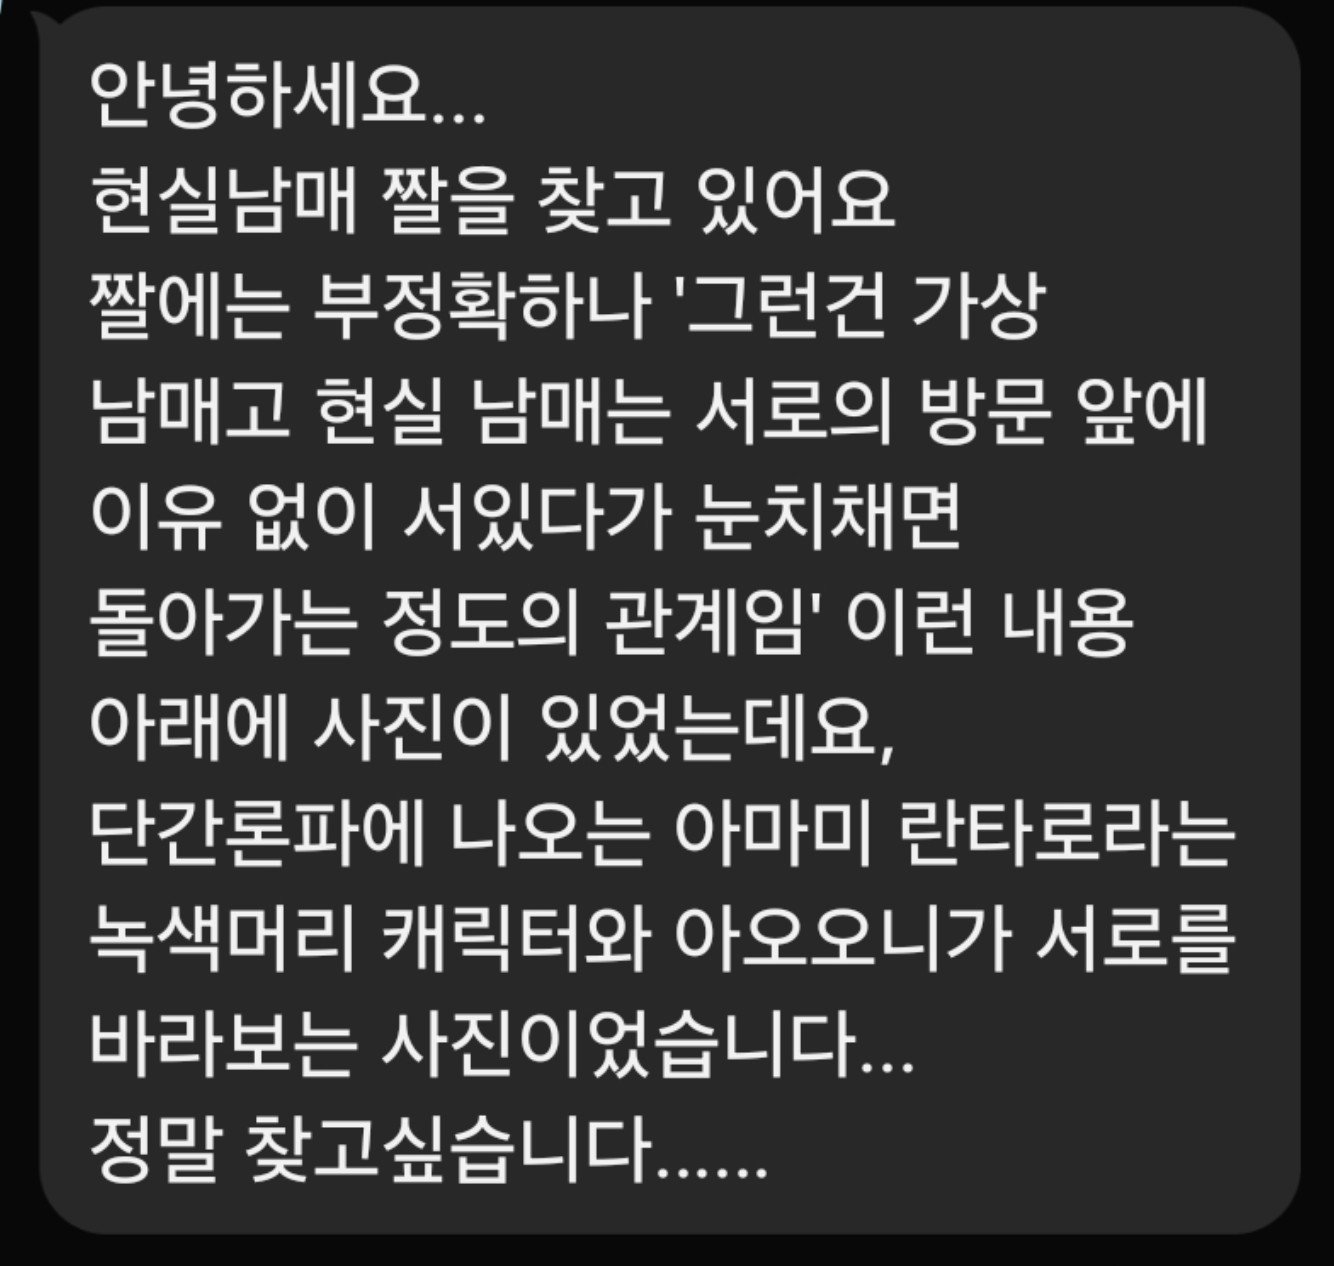 안녕하세요...
현실남매 짤을 찾고 있어요
짤에는 부정확하나 '그런건 가상
남매고 현실 남매는 서로의 방문 앞에
이유 없이 서있다가 눈치채면
돌아가는 정도의 관계임' 이런 내용
아래에 사진이 있었는데요,
단간론파에 나오는 아마미 란타로라는
녹색머리 캐릭터와 아오오니가 서로를
바라보는 사진이었습니다...
정말 찾고싶습니다......